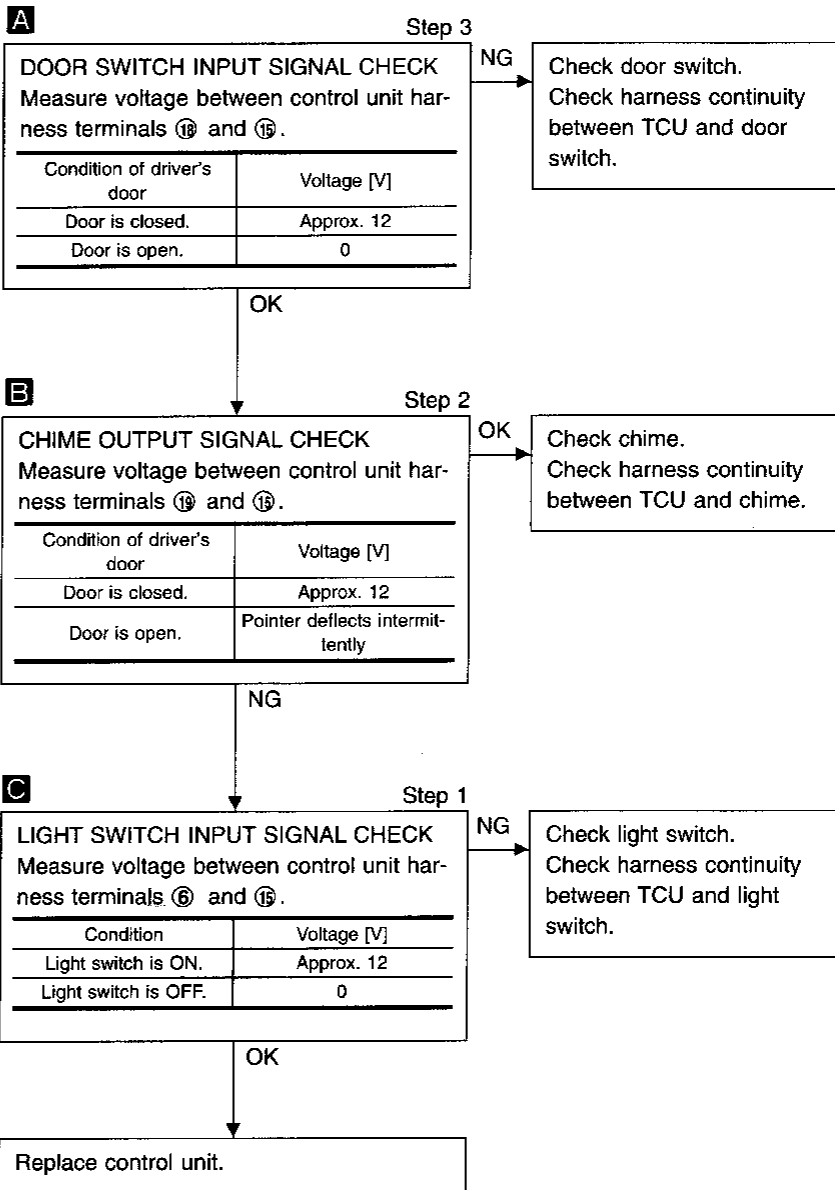 A
Step 3
DOOR SWITCH INPUT SIGNAL CHECK
Measure voltage between control unit har-
ness terminals ⑱ and ⑮.
Condition of driver's
door
Voltage [V]
Door is closed. Approx. 12
Door is open. 0
NG
Check door switch.
Check harness continuity
between TCU and door
switch.
OK
B
Step 2
CHIME OUTPUT SIGNAL CHECK
Measure voltage between control unit har-
ness terminals ⑲ and ⑮.
Condition of driver's
door
Voltage [V]
Door is closed. Approx. 12
Door is open. Pointer deflects intermit-
tently
OK
Check chime.
Check harness continuity
between TCU and chime.
NG
C
Step 1
LIGHT SWITCH INPUT SIGNAL CHECK
Measure voltage between control unit har-
ness terminals ⑥ and ⑮.
Condition Voltage [V]
Light switch is ON. Approx. 12
Light switch is OFF. 0
NG
Check light switch.
Check harness continuity
between TCU and light
switch.
OK
Replace control unit.